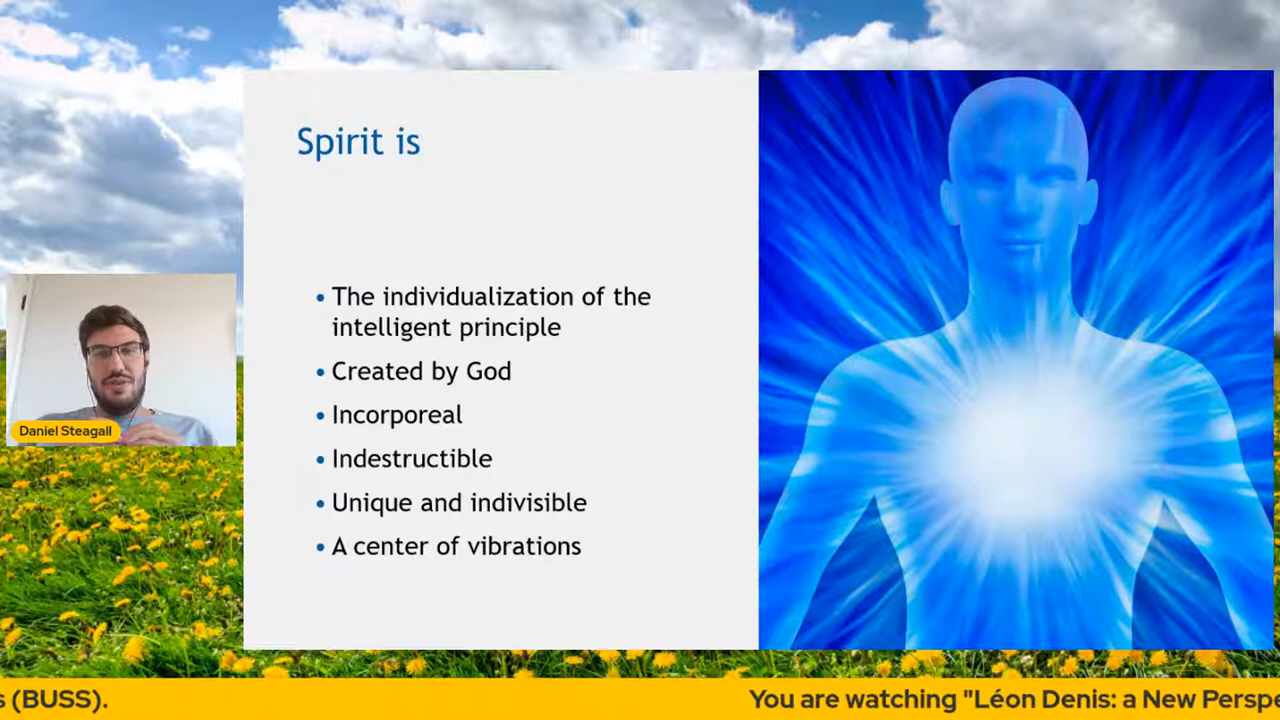 Spirit is
• The individualization of the
intelligent principle
• Created by God
• Incorporeal
• Indestructible
• Unique and indivisible
• A center of vibrations
Daniel Steagall
s (BUSS).
You are watching "Léon Denis: a New Perspe